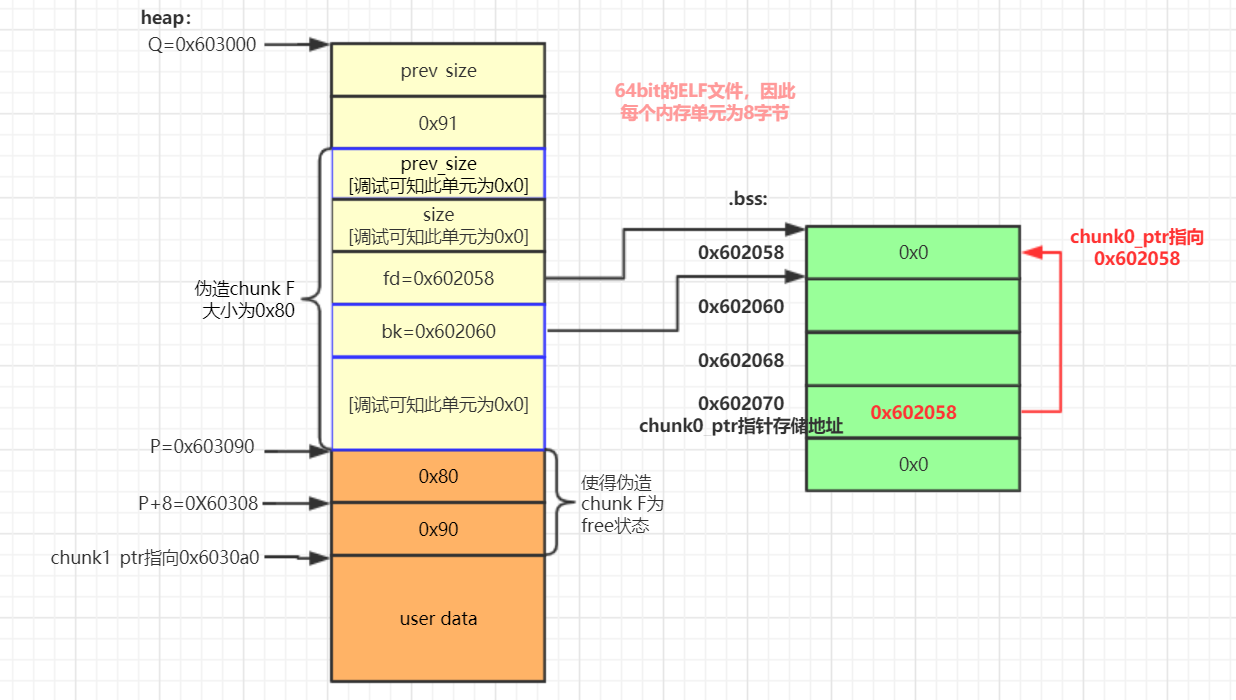 heap：
Q=0x603000
prev size
0x91
prev_size
[调试可知此单元为0x0]
size
[调试可知此单元为0x0]
fd=0x602058
bk=0x602060
[调试可知此单元为0x0]
伪造chunk F
大小为0x80
P=0x603090
0x80
P+8=0X60308
0x90
chunk1 ptr指向0x6030a0
user data
使得伪造
chunk F为
free状态
64bit的ELF文件，因此
每个内存单元为8字节
.bss:
0x602058
0x0
0x602060
0x602068
0x602070
chunk0_ptr指针存储地址
0x602058
0x0
chunk0_ptr指向
0x602058